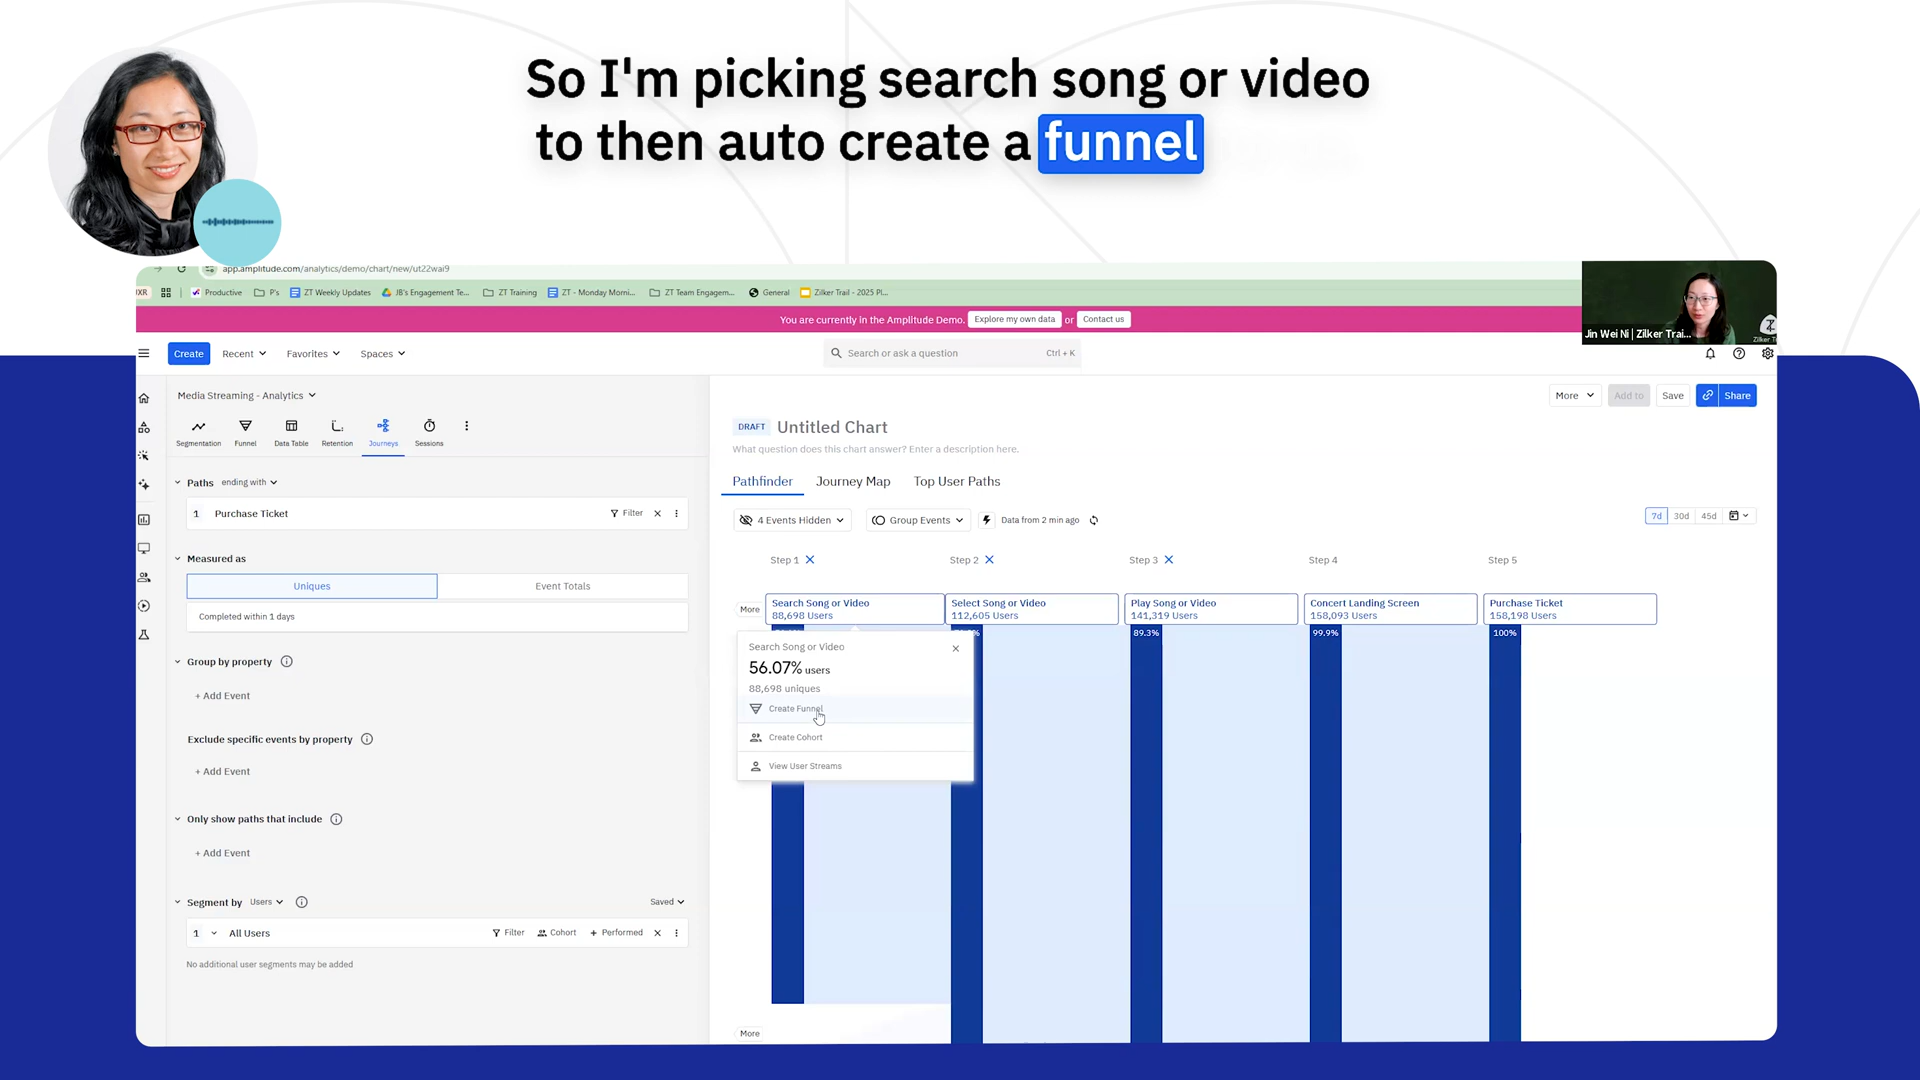 So I'm picking search song or video
to then auto create a funnel
app.amplitude.com/analytics/demo/chart/new/ut22wai9
Productive
P's
ZT Weekly Updates
JB's Engagement Te...
ZT Training
ZT - Monday Morni...
ZT Team Engagem...
General
Zilker Trail - 2025 Pl...
You are currently in the Amplitude Demo. Explore my own data or Contact us
Jin Wei Ni | Zilker Trai...
Create
Recent
Favorites
Spaces
Search or ask a question
Ctrl + K
Media Streaming - Analytics
More
Add to
Save
Share
Segmentation
Funnel
Data Table
Retention
Journeys
Sessions
DRAFT Untitled Chart
What question does this chart answer? Enter a description here.
Paths ending with
1 Purchase Ticket
Filter
Pathfinder
Journey Map
Top User Paths
4 Events Hidden
Group Events
Data from 2 min ago
7d
30d
45d
Measured as
Uniques
Event Totals
Completed within 1 days
Step 1
Step 2
Step 3
Step 4
Step 5
More
Search Song or Video
88,698 Users
Select Song or Video
112,605 Users
Play Song or Video
141,319 Users
Concert Landing Screen
158,093 Users
Purchase Ticket
158,198 Users
89.3%
99.9%
100%
Search Song or Video
56.07% users
88,698 uniques
Create Funnel
Create Cohort
View User Streams
Group by property
+ Add Event
Exclude specific events by property
+ Add Event
Only show paths that include
+ Add Event
Segment by Users
Saved
1 All Users
Filter
Cohort
+ Performed
No additional user segments may be added
More